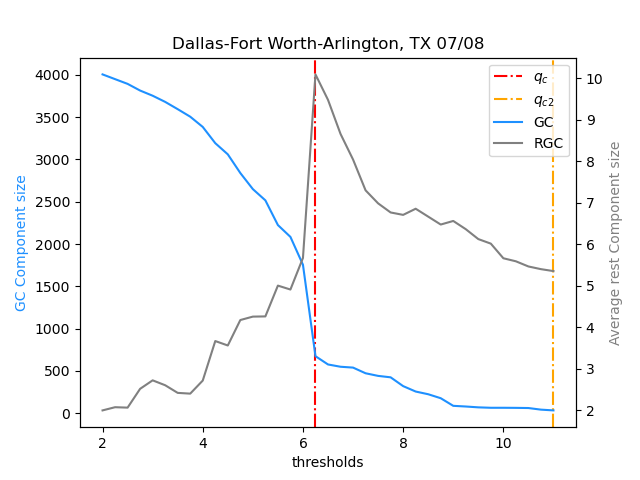 Dallas-Fort Worth-Arlington, TX 07/08
4000
3500
3000
2500
2000
1500
1000
500
0
GC Component size
10
9
8
7
6
5
4
3
2
Average rest Component size
q_c
q_{c2}
GC
RGC
2 4 6 8 10
thresholds